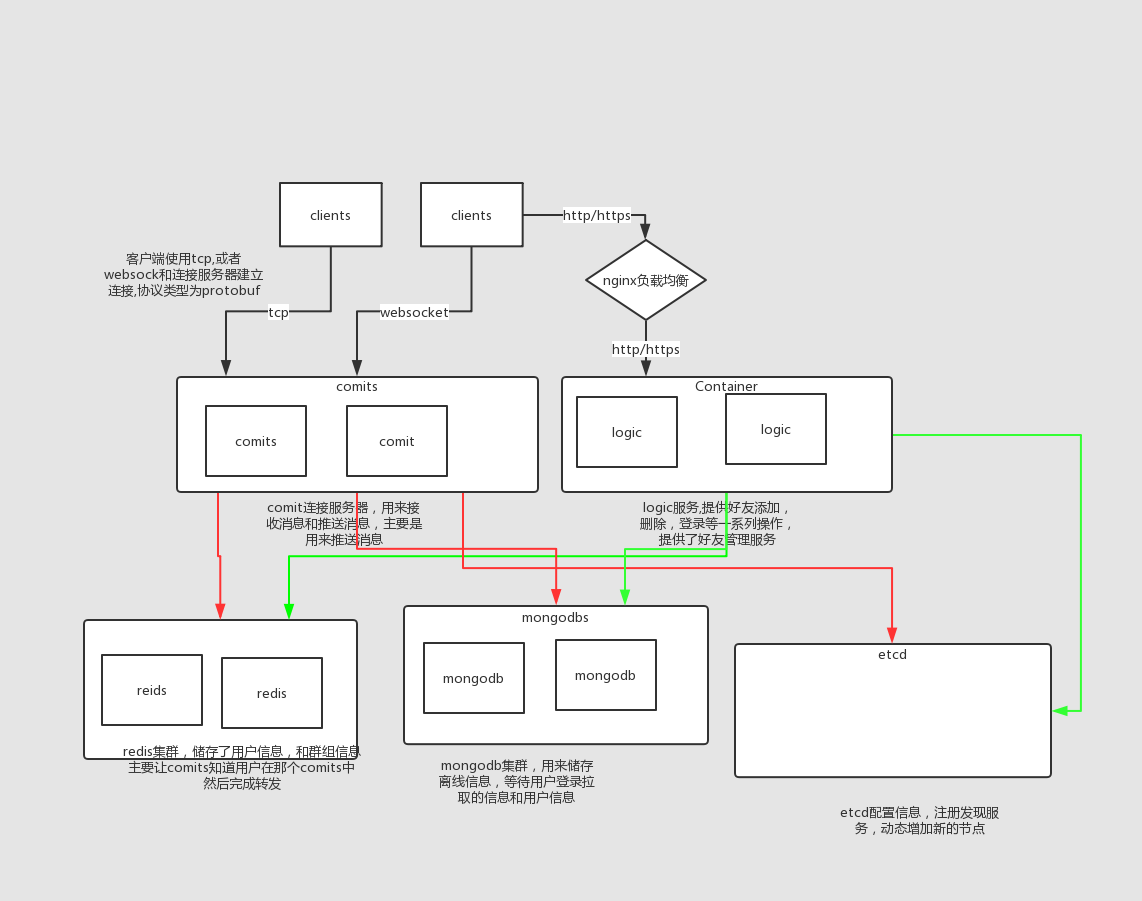 clients
clients
http/https
客户端使用tcp,或者
websock和连接服务器建立
连接,协议类型为protobuf
nginx负载均衡
tcp
websocket
http/https
comits
comits
comit
Container
logic
logic
comit连接服务器，用来接
收消息和推送消息，主要是
用来推送消息
logic服务,提供好友添加，
删除，登录等一系列操作，
提供了好友管理服务
reids
redis
redis集群，储存了用户信息，和群组信息
主要让comits知道用户在那个comits中
然后完成转发
mongodbs
mongodb
mongodb
mongodb集群，用来储存
离线信息，等待用户登录拉
取的信息和用户信息
etcd
etcd配置信息，注册发现服
务，动态增加新的节点